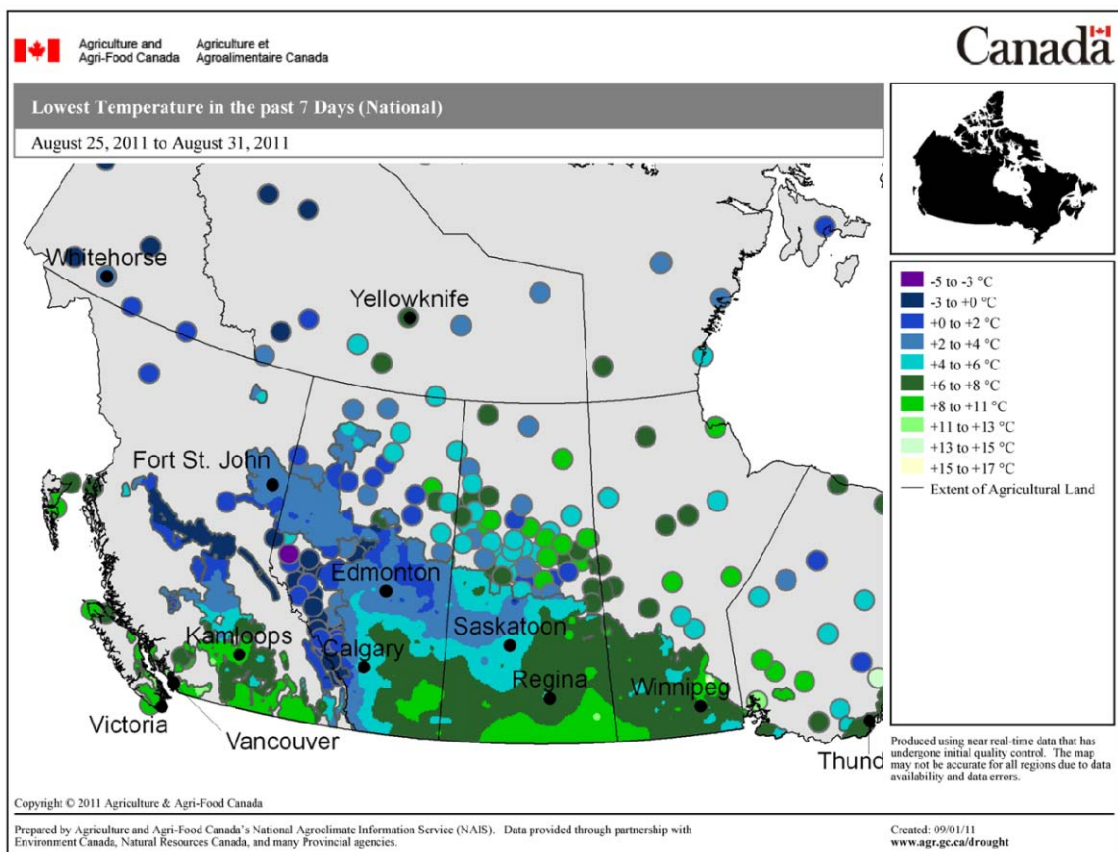 Agriculture and Agriculture et
Agri-Food Canada Agroalimentaire Canada
Canada
Lowest Temperature in the past 7 Days (National)
August 25, 2011 to August 31, 2011
Whitehorse
Yellowknife
Fort St. John
Edmonton
Saskatoon
Kamloops
Calgary
Regina
Winnipeg
Victoria
Vancouver
Thund
-5 to -3 °C
-3 to +0 °C
+0 to +2 °C
+2 to +4 °C
+4 to +6 °C
+6 to +8 °C
+8 to +11 °C
+11 to +13 °C
+13 to +15 °C
+15 to +17 °C
Extent of Agricultural Land
Produced using near real-time data that has
undergone initial quality control. The map
may not be accurate for all regions due to data
availability and data errors.
Copyright © 2011 Agriculture & Agri-Food Canada
Prepared by Agriculture and Agri-Food Canada's National Agroclimate Information Service (NAIS). Data provided through partnership with
Environment Canada, Natural Resources Canada, and many Provincial agencies.
Created: 09/01/11
www.agr.gc.ca/drought